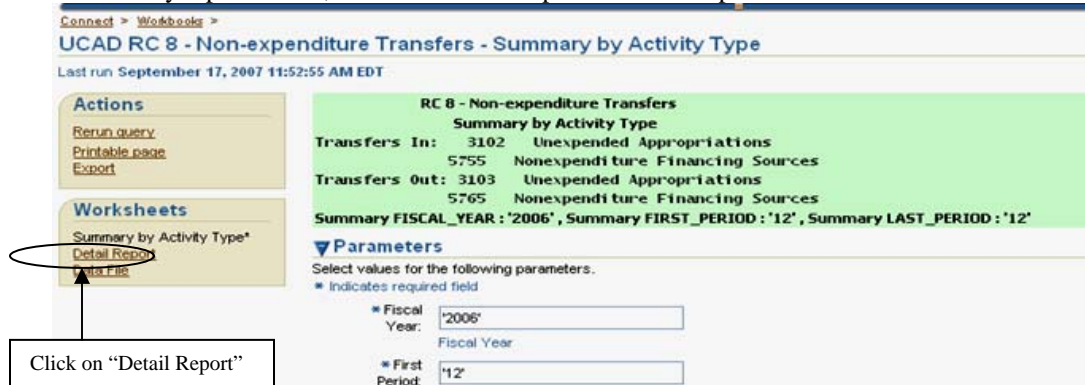 Connect > Workbooks >
UCAD RC 8 - Non-expenditure Transfers - Summary by Activity Type
Last run September 17, 2007 11:52:55 AM EDT
Actions
Rerun query
Printable page
Export
Worksheets
Summary by Activity Type*
Detail Report
Data File
Click on “Detail Report”
RC 8 - Non-expenditure Transfers
Summary by Activity Type
Transfers In: 3102 Unexpended Appropriations
5755 Nonexpenditure Financing Sources
Transfers Out: 3103 Unexpended Appropriations
5765 Nonexpenditure Financing Sources
Summary FISCAL_YEAR : '2006' , Summary FIRST_PERIOD : '12' , Summary LAST_PERIOD : '12'
Parameters
Select values for the following parameters.
* Indicates required field
* Fiscal
Year: '2006'
Fiscal Year
* First
Period: '12'